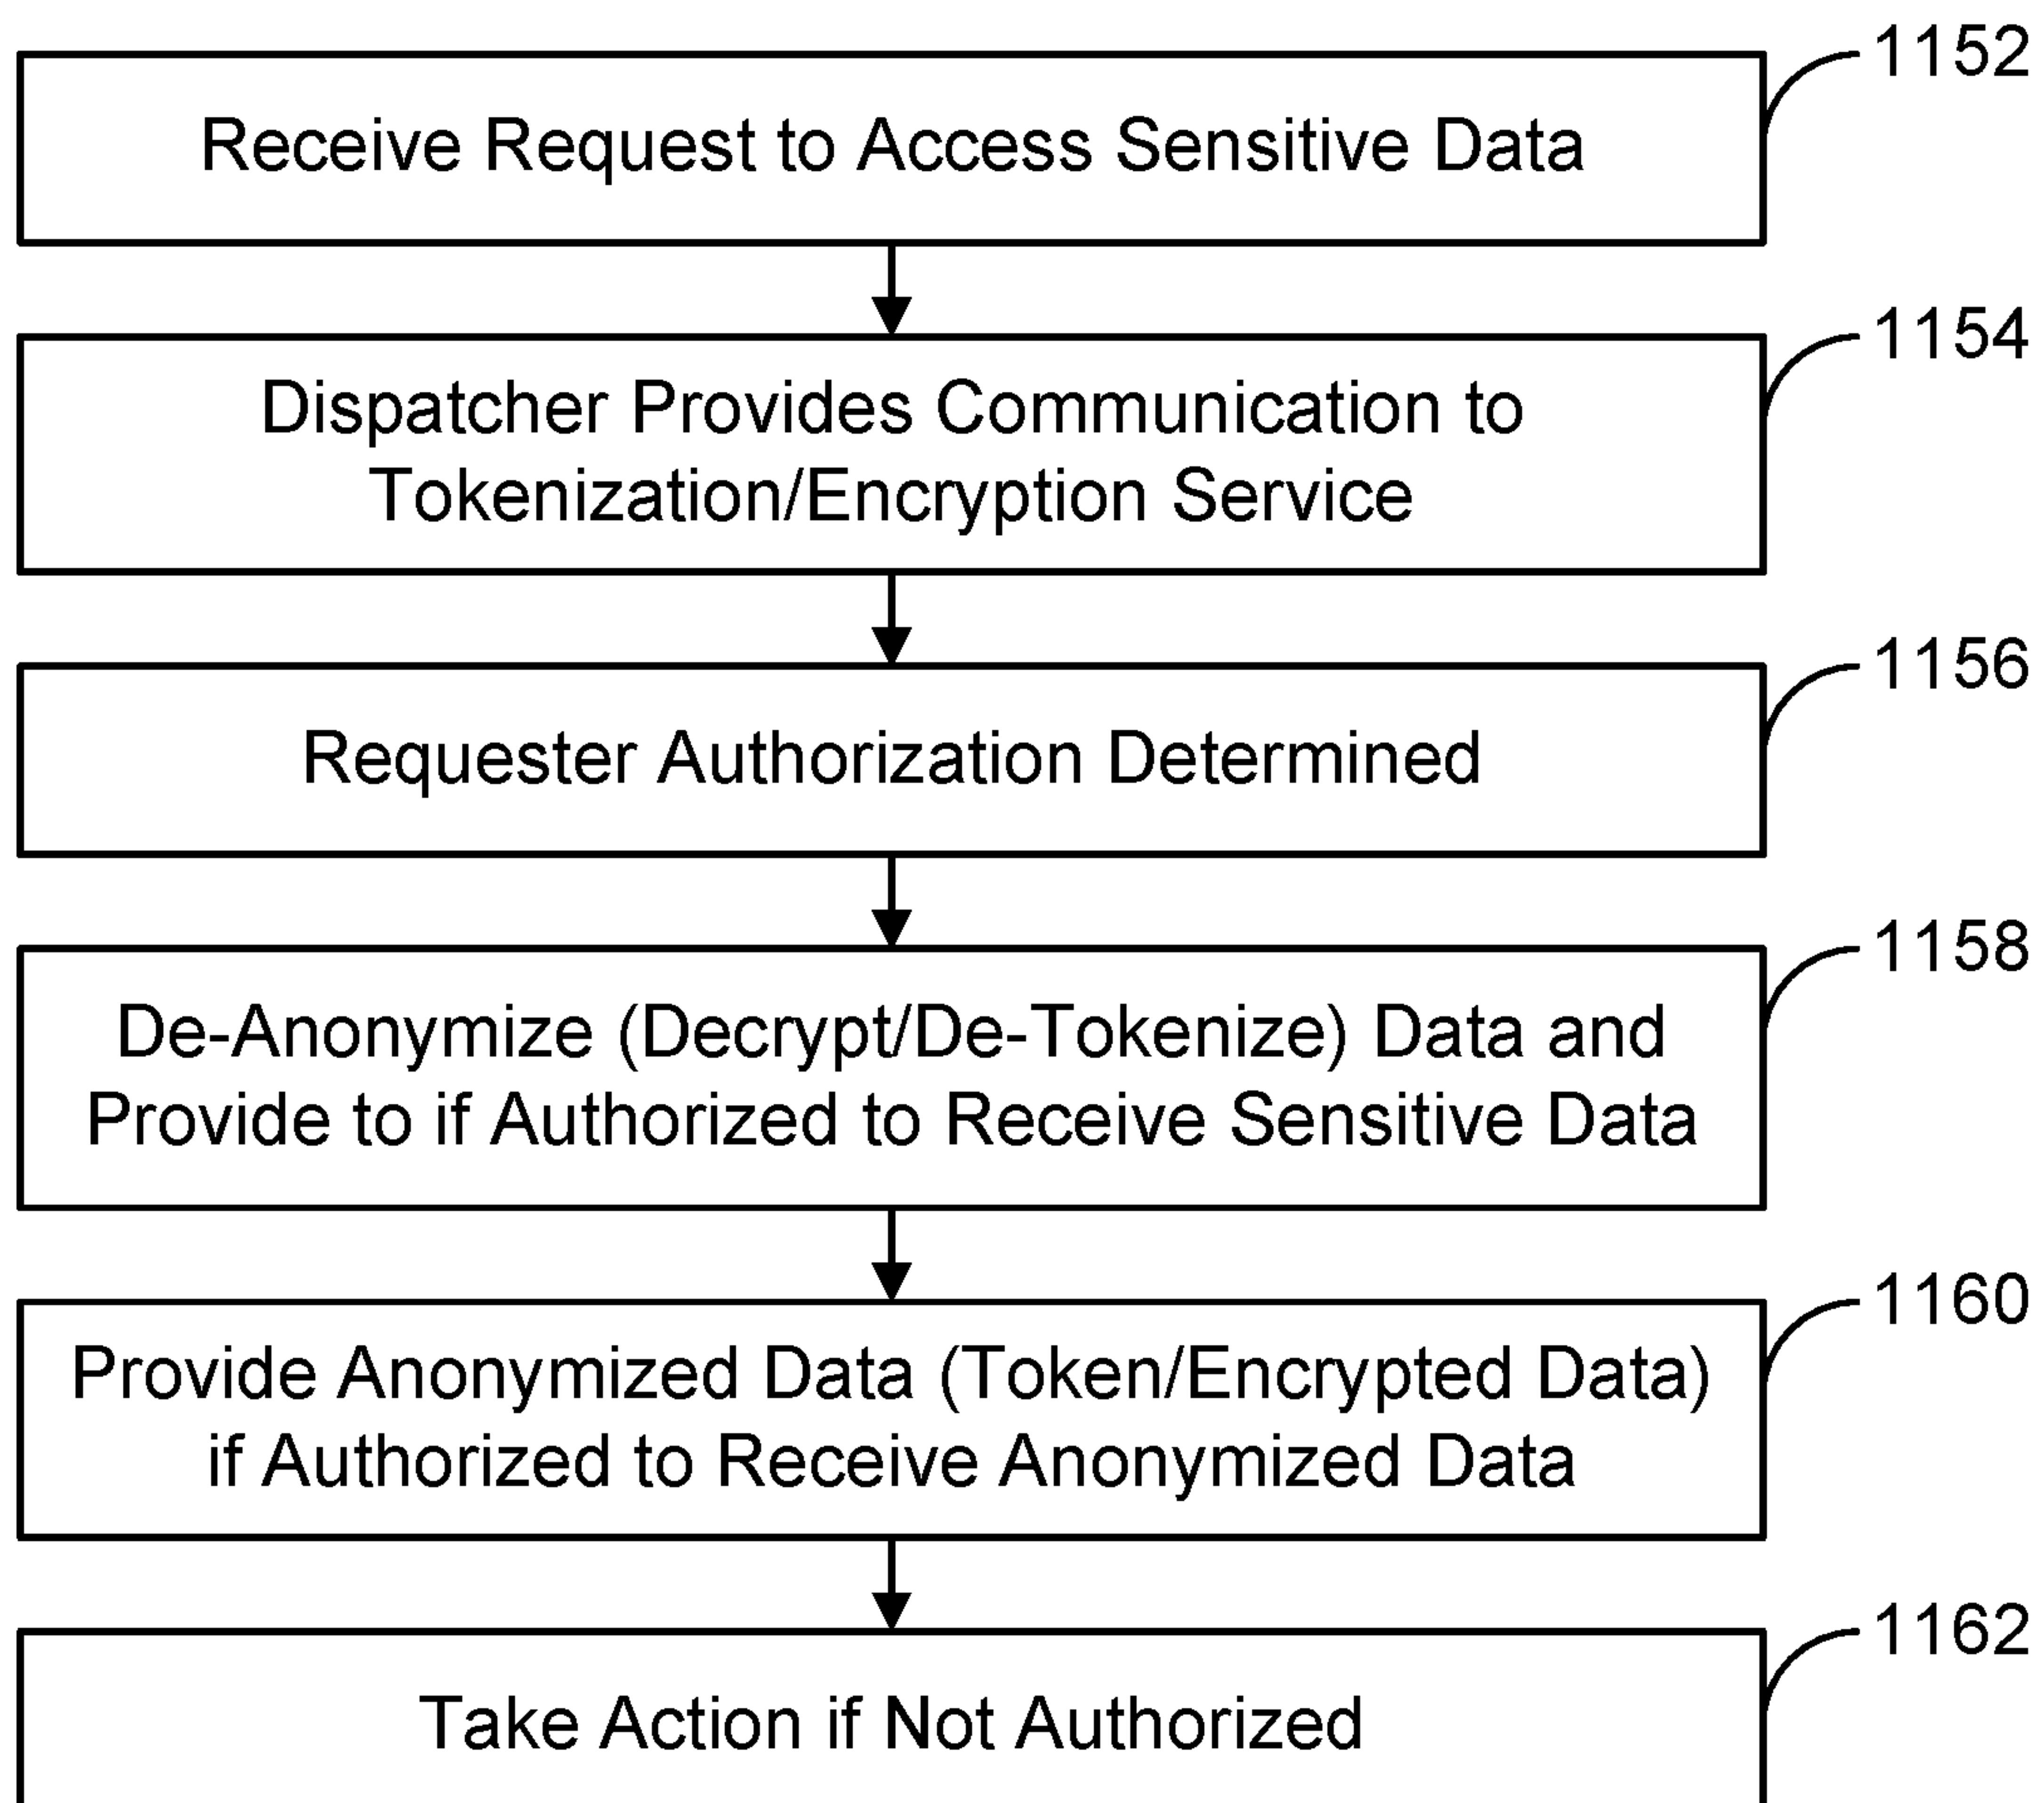 1152
Receive Request to Access Sensitive Data
1154
Dispatcher Provides Communication to
Tokenization/Encryption Service
1156
Requester Authorization Determined
1158
De-Anonymize (Decrypt/De-Tokenize) Data and
Provide to if Authorized to Receive Sensitive Data
1160
Provide Anonymized Data (Token/Encrypted Data)
if Authorized to Receive Anonymized Data
1162
Take Action if Not Authorized